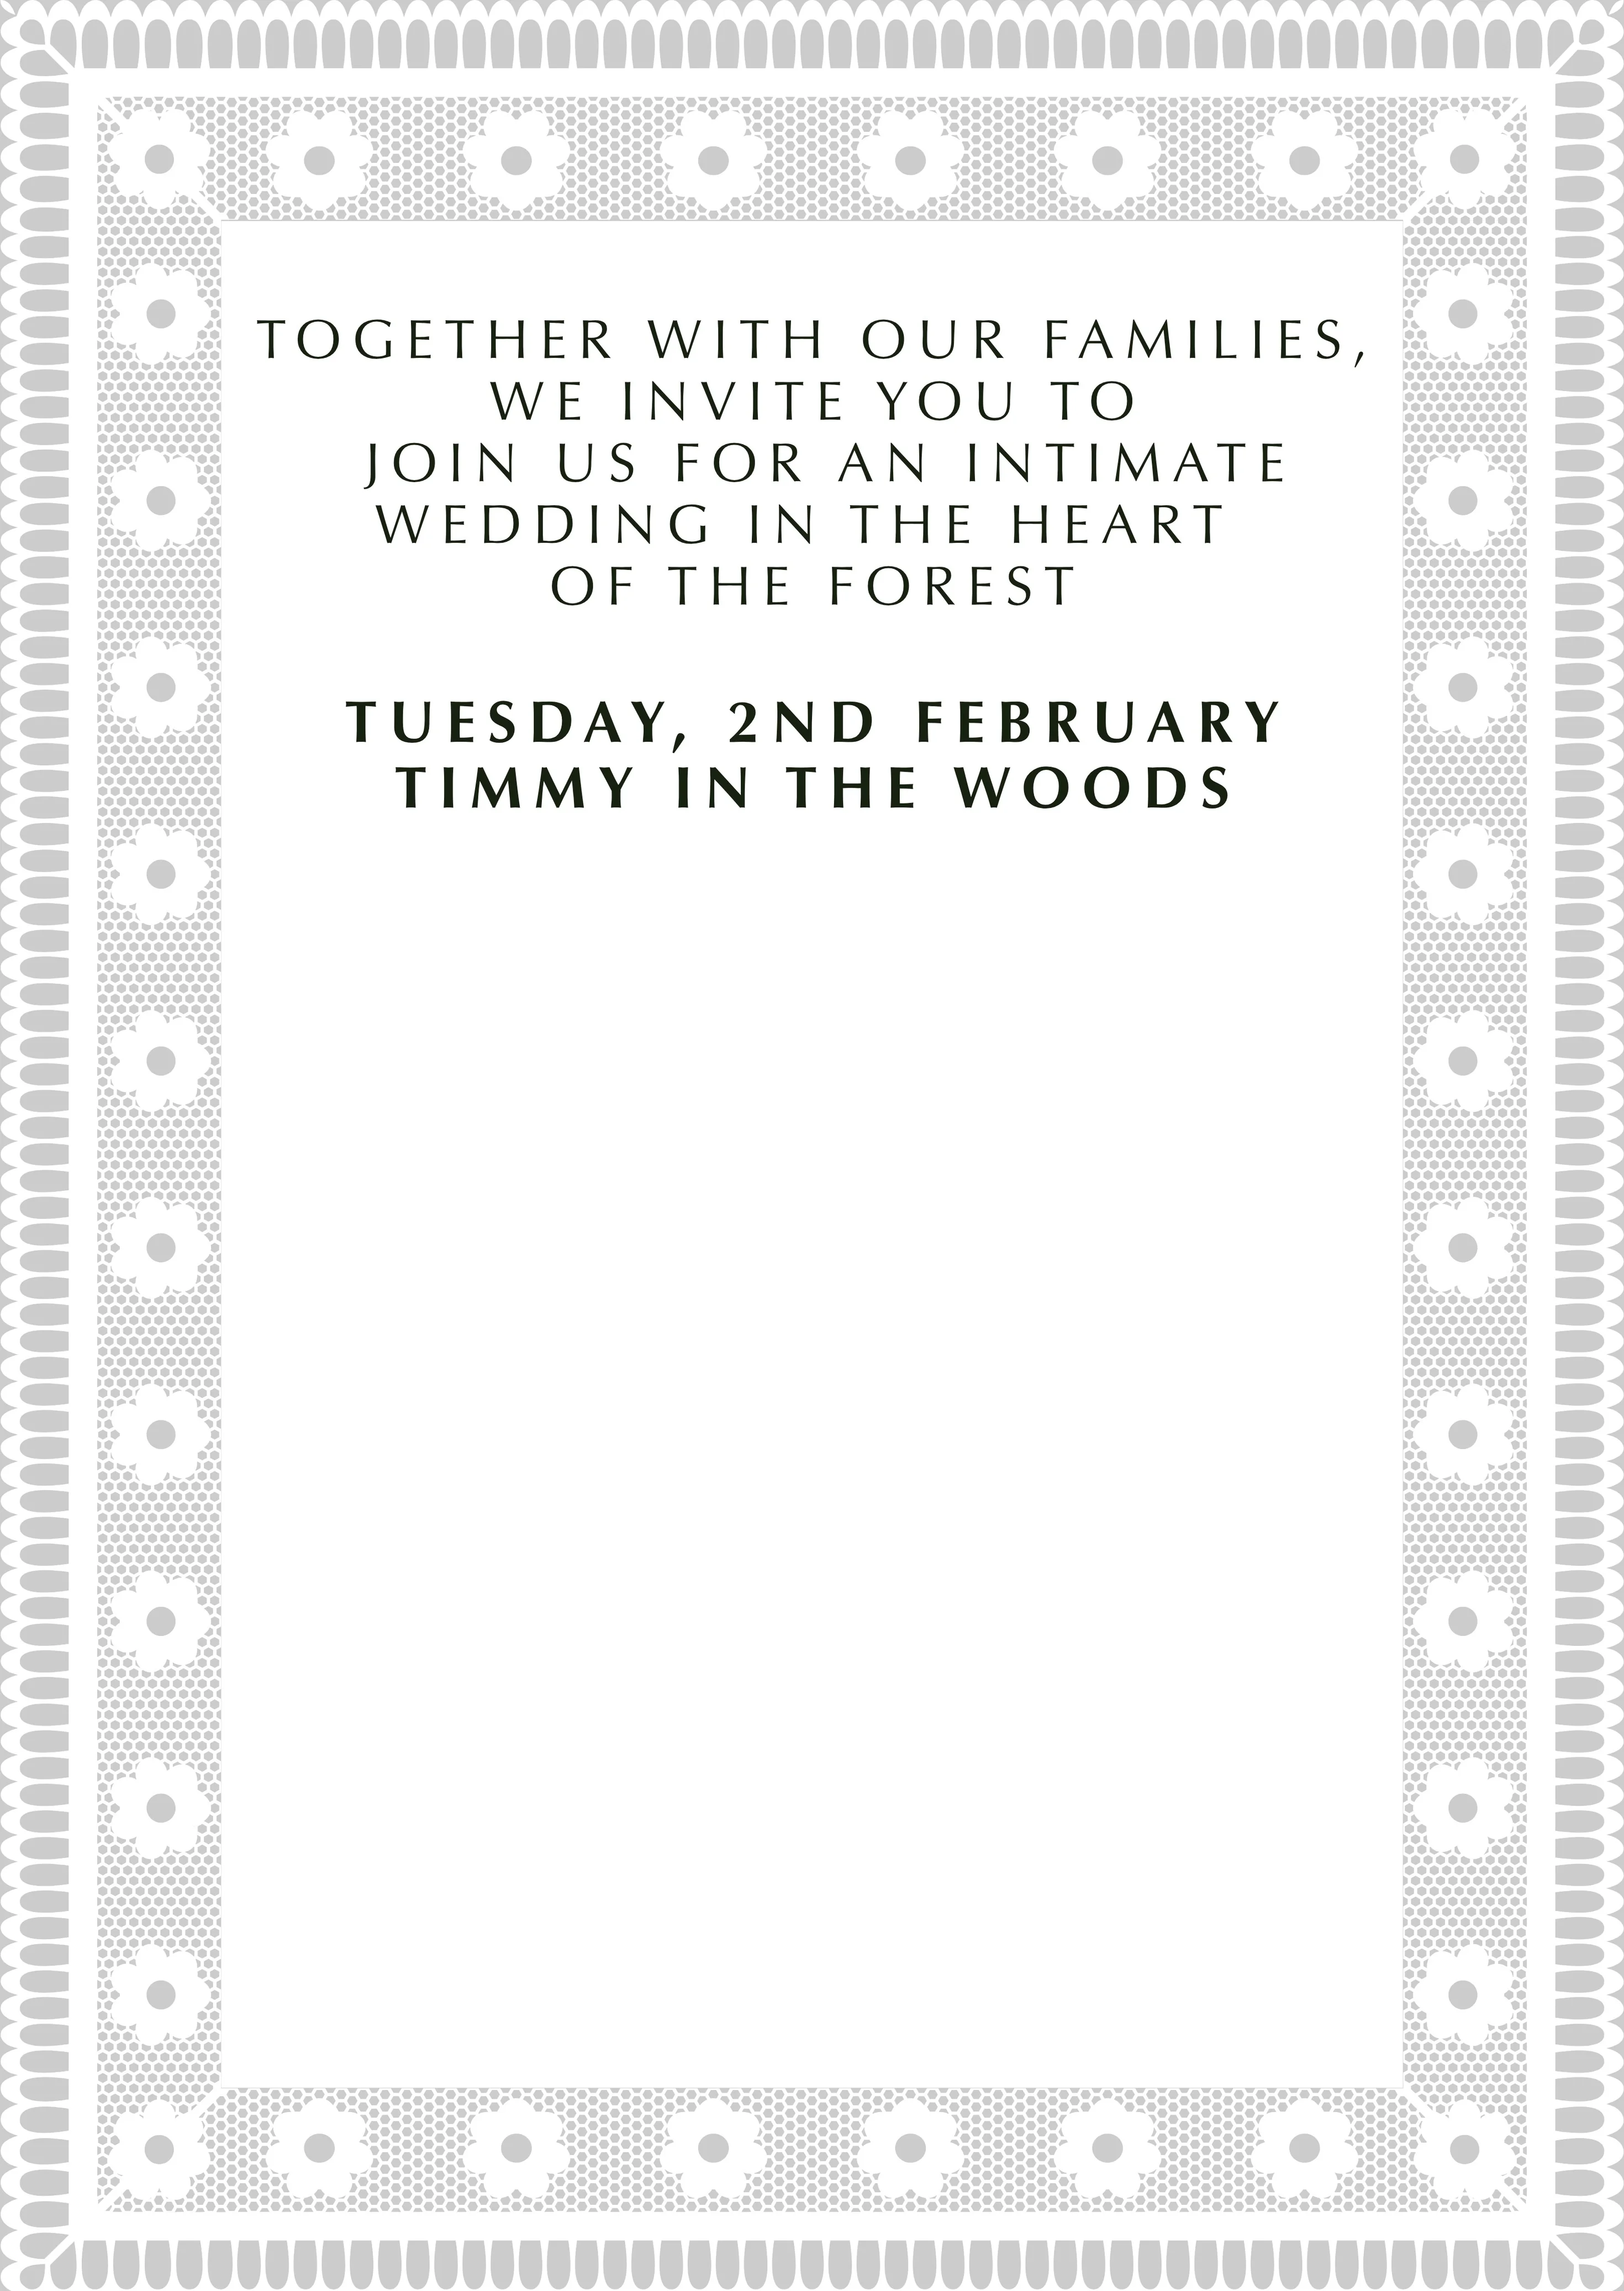 TOGETHER WITH OUR FAMILIES,
WE INVITE YOU TO
JOIN US FOR AN INTIMATE
WEDDING IN THE HEART
OF THE FOREST
TUESDAY, 2ND FEBRUARY
TIMMY IN THE WOODS